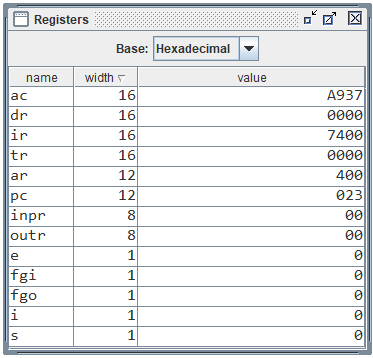 Registers
Base: Hexadecimal
name width value
ac 16 A937
dr 16 0000
ir 16 7400
tr 16 0000
ar 12 400
pc 12 023
inpr 8 00
outr 8 00
e 1 0
fgi 1 0
fgo 1 0
i 1 0
s 1 0